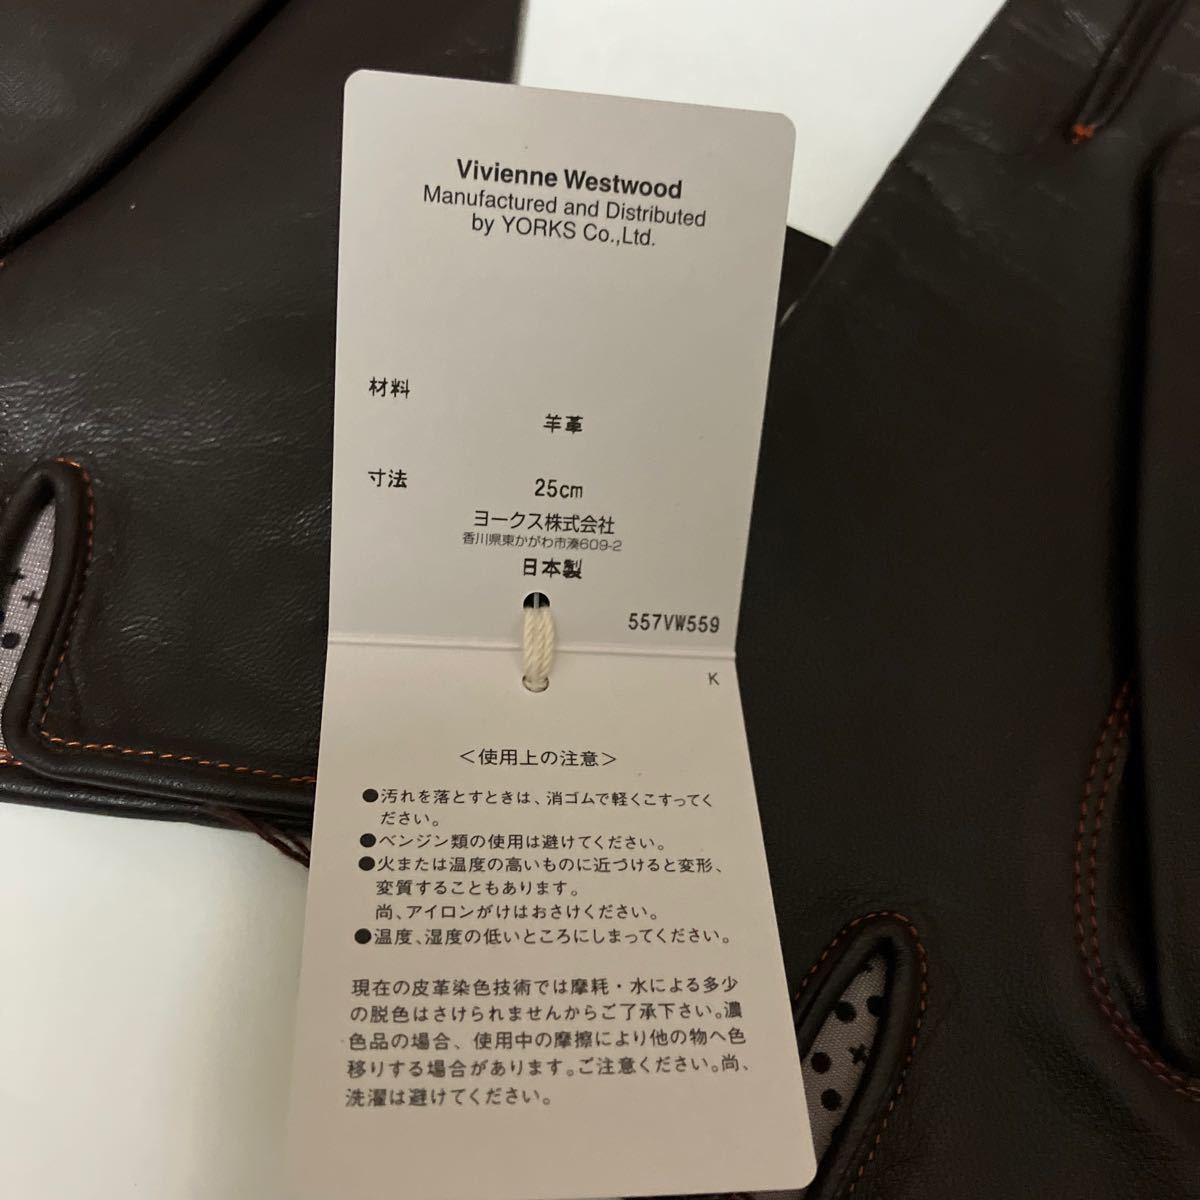 Vivienne Westwood
Manufactured and Distributed
by YORKS Co.,Ltd.
材料
羊革
寸法
25cm
ヨークス株式会社
香川県東かがわ市湊609-2
日本製
557VW559
K
＜使用上の注意＞
●汚れを落とすときは、消ゴムで軽くこすってく
ださい。
●ベンジン類の使用は避けてください。
●火または温度の高いものに近づけると変形、
変質することもあります。
尚、アイロンがけはおさけください。
●温度、湿度の低いところにしまってください。
現在の皮革染色技術では摩耗・水による多少
の脱色はさけられませんからご了承下さい。濃
色品の場合、使用中の摩擦により他の物へ色
移りする場合があります。ご注意ください。尚、
洗濯は避けてください。